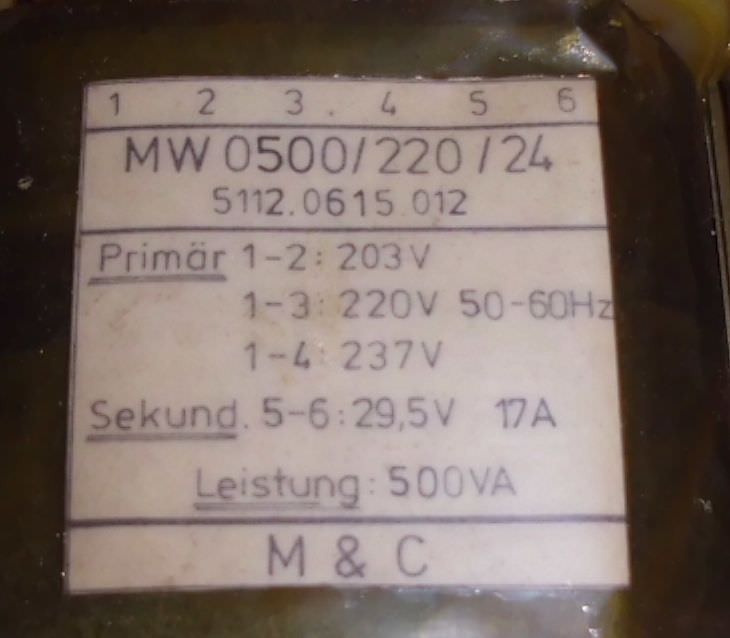 1 2 3 4 5 6
MW 0500/220/24
5112.0615.012
Primär 1-2: 203V
1-3: 220V 50-60Hz
1-4: 237V
Sekund. 5-6: 29,5V 17A
Leistung: 500VA
M & C